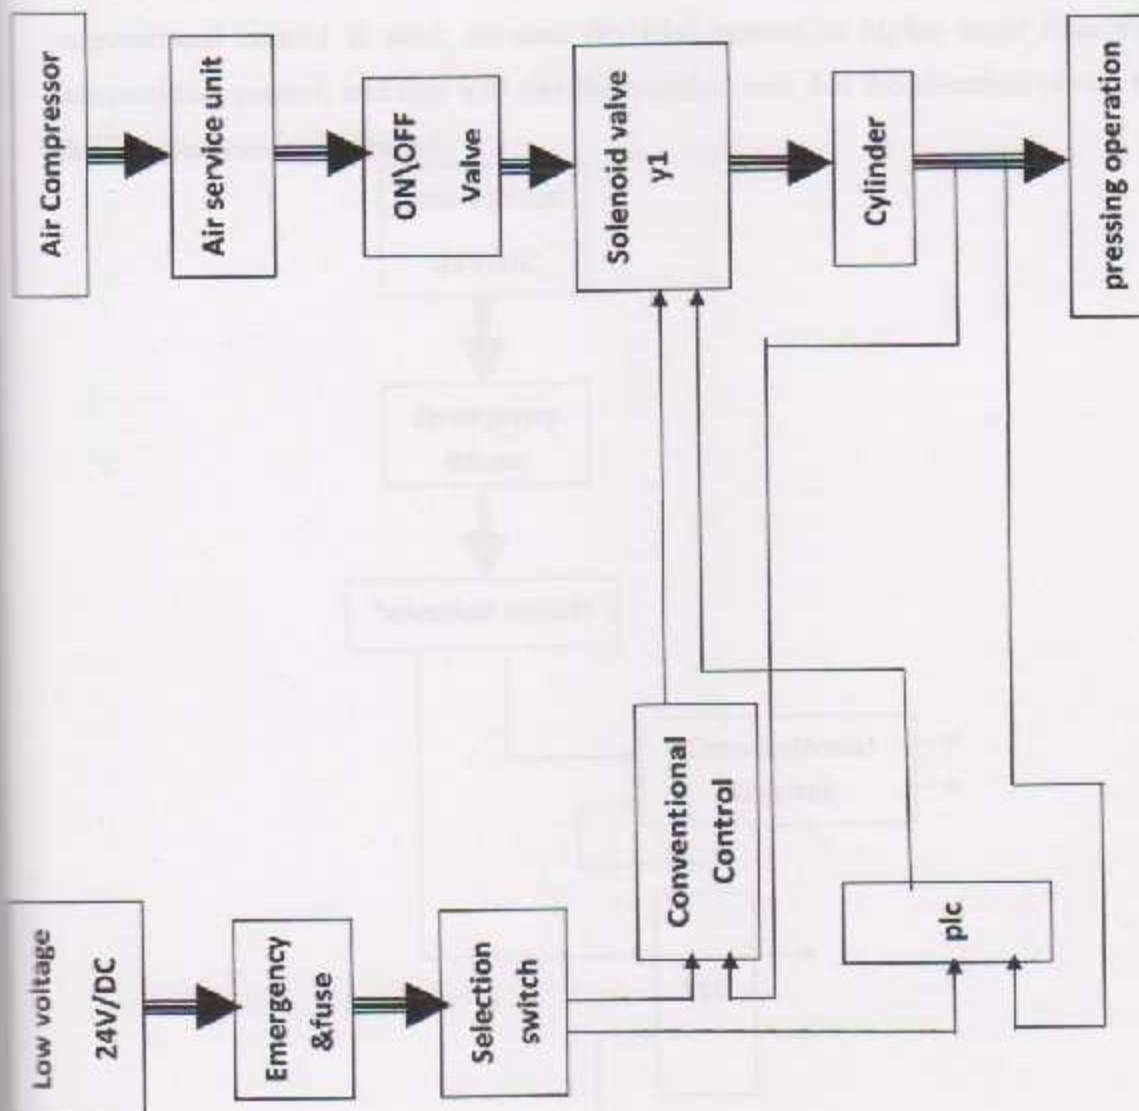 Air Compressor
Air service unit
ON\OFF
Valve
Solenoid valve
y1
Cylinder
pressing operation
Low voltage
24V/DC
Emergency
&fuse
Selection
switch
Conventional
Control
plc